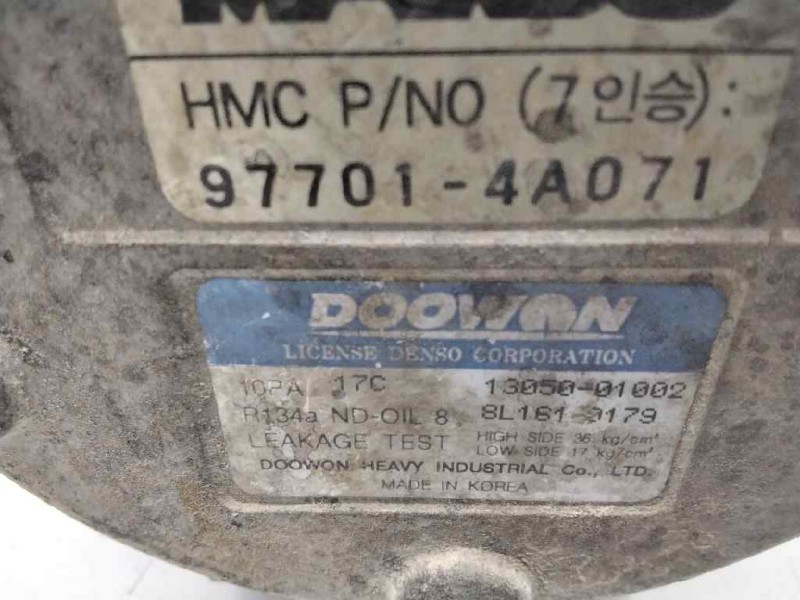 HMC P/NO (7인승):
97701-4A071
DOOWON
LICENSE DENSO CORPORATION
10PA 17C 13050-01002
R134a ND-OIL 8 8L161-0179
LEAKAGE TEST HIGH SIDE 36 kg/cm²
LOW SIDE 17 kg/cm²
DOOWON HEAVY INDUSTRIAL Co., LTD.
MADE IN KOREA